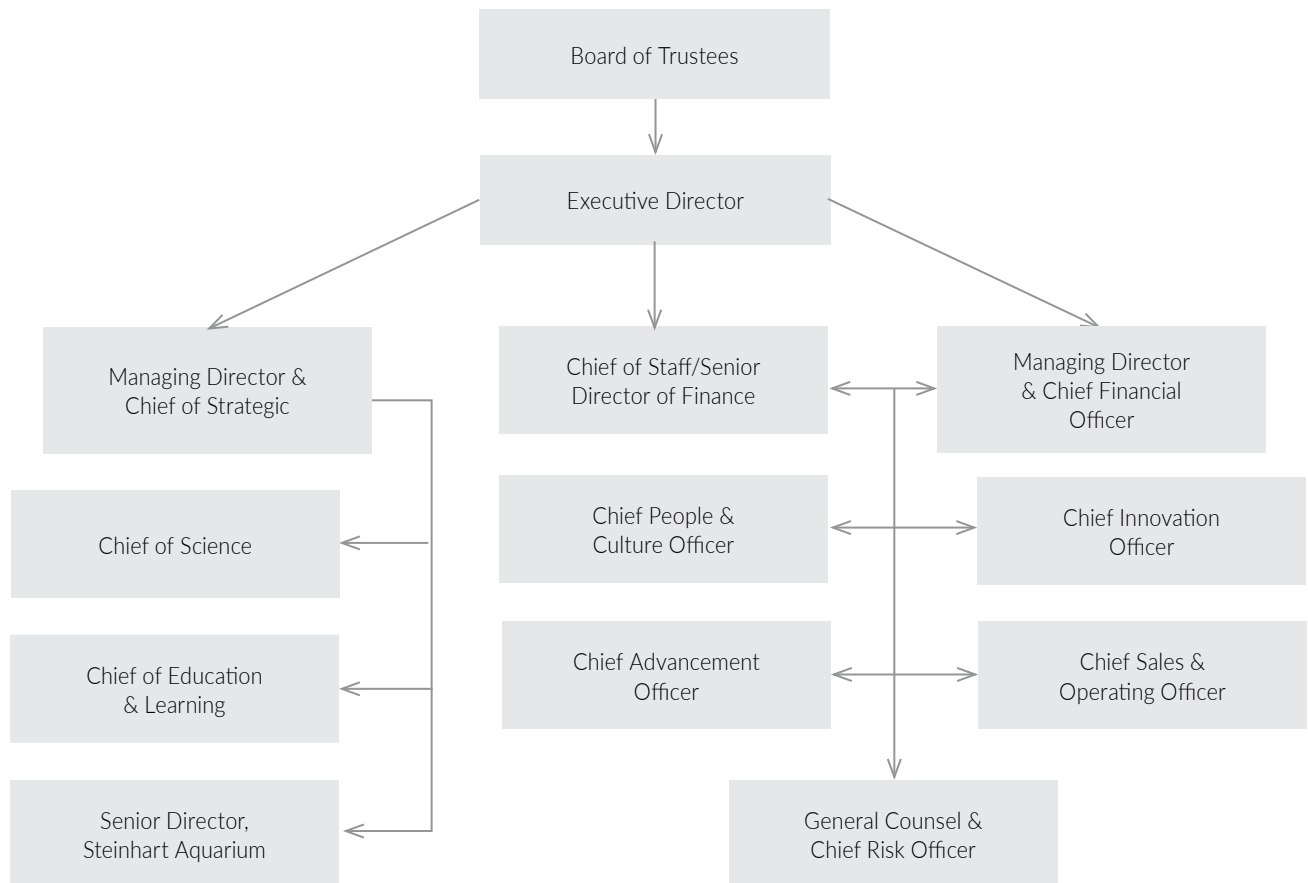 Board of Trustees
Executive Director
Managing Director &
Chief of Strategic
Chief of Staff/Senior
Director of Finance
Managing Director
& Chief Financial
Officer
Chief of Science
Chief People &
Culture Officer
Chief Innovation
Officer
Chief of Education
& Learning
Chief Advancement
Officer
Chief Sales &
Operating Officer
Senior Director,
Steinhart Aquarium
General Counsel &
Chief Risk Officer